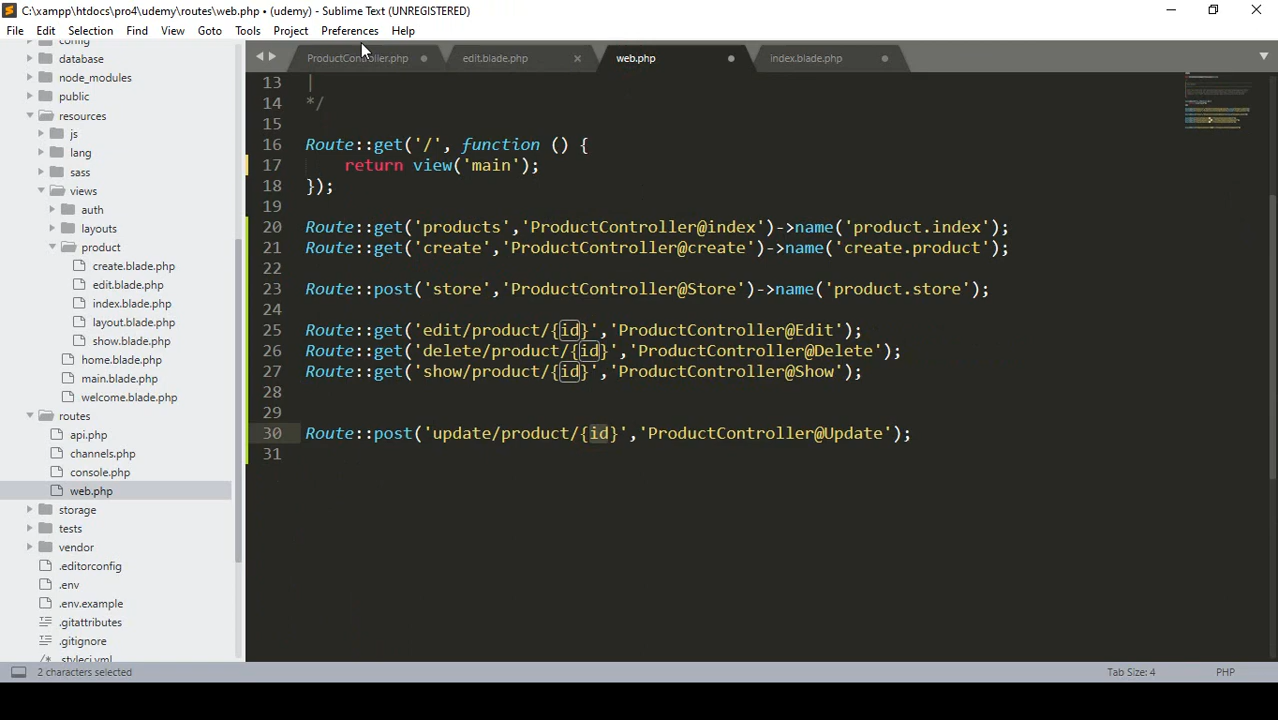 C:\xampp\htdocs\pro4\udemy\routes\web.php • (udemy) - Sublime Text (UNREGISTERED)
File Edit Selection Find View Goto Tools Project Preferences Help
config
database
node_modules
public
resources
js
lang
sass
views
auth
layouts
product
create.blade.php
edit.blade.php
index.blade.php
layout.blade.php
show.blade.php
home.blade.php
main.blade.php
welcome.blade.php
routes
api.php
channels.php
console.php
web.php
storage
tests
vendor
.editorconfig
.env
.env.example
.gitattributes
.gitignore
.styleci.yml
ProductController.php edit.blade.php web.php index.blade.php
13 |
14 */
15
16 Route::get('/', function () {
17     return view('main');
18 });
19
20 Route::get('products','ProductController@index')->name('product.index');
21 Route::get('create','ProductController@create')->name('create.product');
22
23 Route::post('store','ProductController@Store')->name('product.store');
24
25 Route::get('edit/product/{id}','ProductController@Edit');
26 Route::get('delete/product/{id}','ProductController@Delete');
27 Route::get('show/product/{id}','ProductController@Show');
28
29
30 Route::post('update/product/{id}','ProductController@Update');
31
2 characters selected Tab Size: 4 PHP